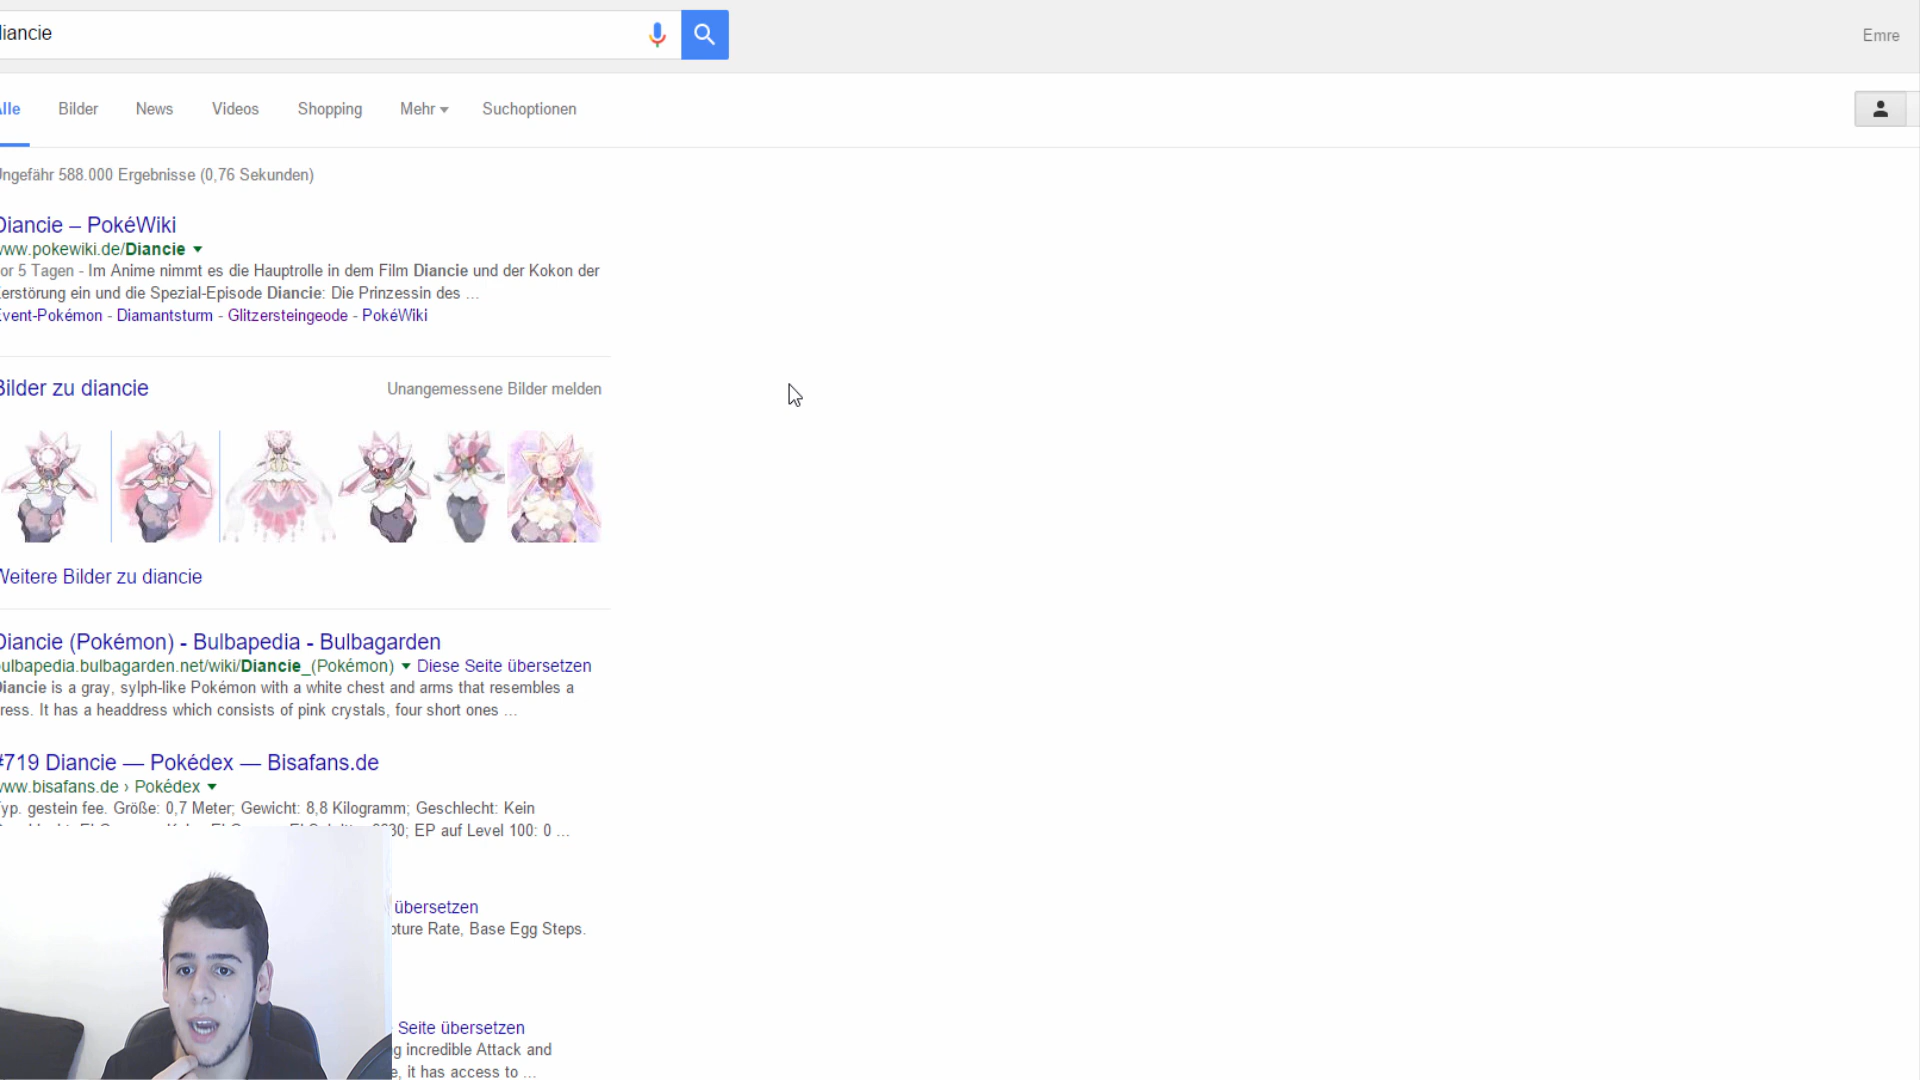 iancie
Emre
lle Bilder News Videos Shopping Mehr Suchoptionen
ngefähr 588.000 Ergebnisse (0,76 Sekunden)
Diancie – PokéWiki
www.pokewiki.de/Diancie
or 5 Tagen - Im Anime nimmt es die Hauptrolle in dem Film Diancie und der Kokon der
erstörung ein und die Spezial-Episode Diancie: Die Prinzessin des ...
Event-Pokémon - Diamantsturm - Glitzersteingeode - PokéWiki
Bilder zu diancie Unangemessene Bilder melden
Weitere Bilder zu diancie
Diancie (Pokémon) - Bulbapedia - Bulbagarden
ulbapedia.bulbagarden.net/wiki/Diancie_(Pokémon) Diese Seite übersetzen
iancie is a gray, sylph-like Pokémon with a white chest and arms that resembles a
ress. It has a headdress which consists of pink crystals, four short ones ...
#719 Diancie — Pokédex — Bisafans.de
www.bisafans.de › Pokédex
yp. gestein fee. Größe: 0,7 Meter; Gewicht: 8,8 Kilogramm; Geschlecht: Kein
30; EP auf Level 100: 0 ...
übersetzen
pture Rate, Base Egg Steps.
Seite übersetzen
g incredible Attack and
e, it has access to ...